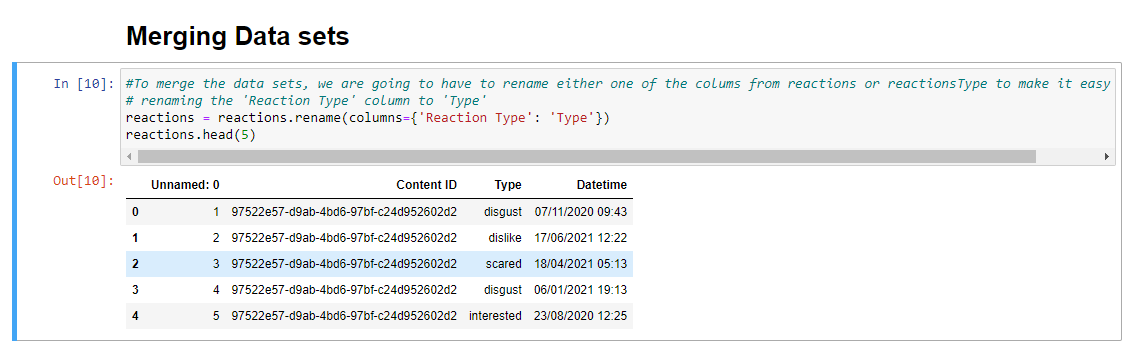 Merging Data sets
In [10]: #To merge the data sets, we are going to have to rename either one of the colums from reactions or reactionsType to make it easy
# renaming the 'Reaction Type' column to 'Type'
reactions = reactions.rename(columns={'Reaction Type': 'Type'})
reactions.head(5)
Out[10]: Unnamed: 0 Content ID Type Datetime
0 1 97522e57-d9ab-4bd6-97bf-c24d952602d2 disgust 07/11/2020 09:43
1 2 97522e57-d9ab-4bd6-97bf-c24d952602d2 dislike 17/06/2021 12:22
2 3 97522e57-d9ab-4bd6-97bf-c24d952602d2 scared 18/04/2021 05:13
3 4 97522e57-d9ab-4bd6-97bf-c24d952602d2 disgust 06/01/2021 19:13
4 5 97522e57-d9ab-4bd6-97bf-c24d952602d2 interested 23/08/2020 12:25